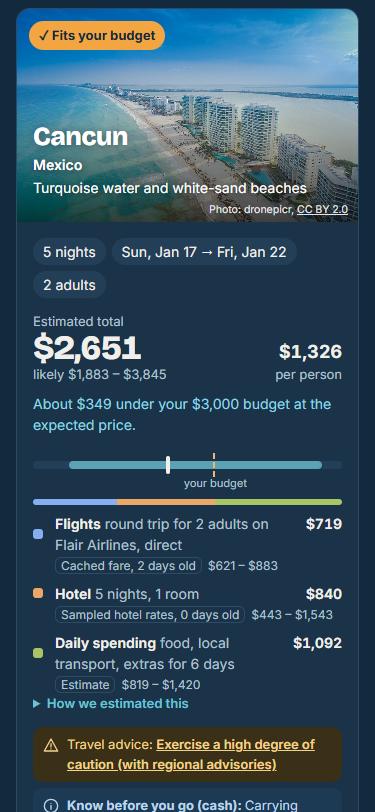 ✓ Fits your budget
Cancun
Mexico
Turquoise water and white-sand beaches
Photo: dronepicr, CC BY 2.0
5 nights
Sun, Jan 17 → Fri, Jan 22
2 adults
Estimated total
$2,651
$1,326
likely $1,883 – $3,845
per person
About $349 under your $3,000 budget at the
expected price.
your budget
Flights round trip for 2 adults on
$719
Flair Airlines, direct
Cached fare, 2 days old $621 – $883
Hotel 5 nights, 1 room
$840
Sampled hotel rates, 0 days old $443 – $1,543
Daily spending food, local
$1,092
transport, extras for 6 days
Estimate $819 – $1,420
▶ How we estimated this
Travel advice: Exercise a high degree of
caution (with regional advisories)
Know before you go (cash): Carrying